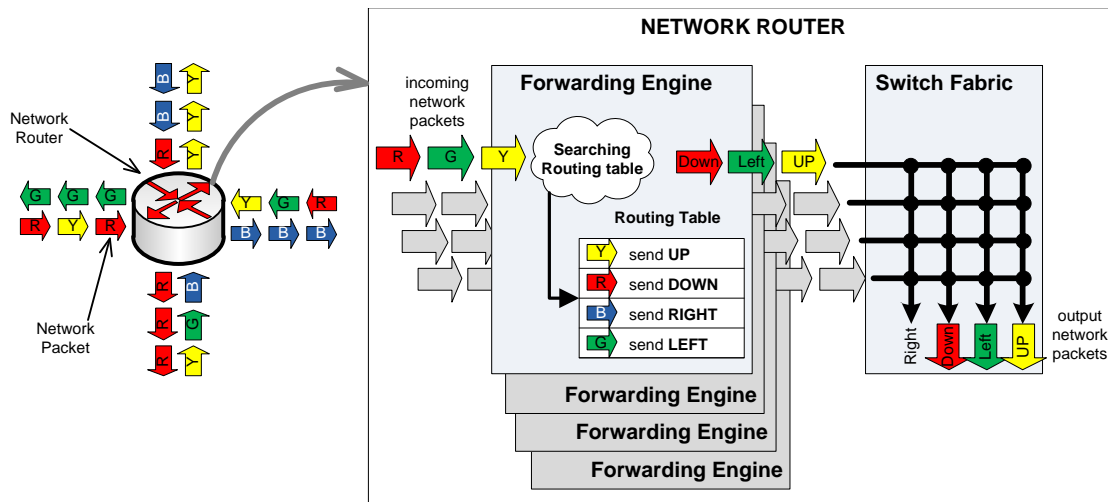 NETWORK ROUTER
Forwarding Engine
Switch Fabric
incoming
network
packets
Network
Router
B Y
B Y
R Y
G G G
R Y R
Y G R
B B B
R B
R G
R Y
Network
Packet
R G Y
Searching
Routing table
Down Left UP
Routing Table
Y send UP
R send DOWN
B send RIGHT
G send LEFT
Right Down Left UP
output
network
packets
Forwarding Engine
Forwarding Engine
Forwarding Engine